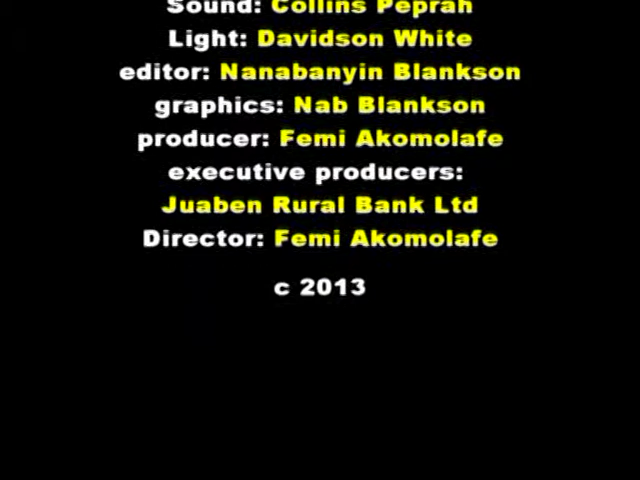 Sound: Collins Peprah
Light: Davidson White
editor: Nanabanyin Blankson
graphics: Nab Blankson
producer: Femi Akomolafe
executive producers:
Juaben Rural Bank Ltd
Director: Femi Akomolafe
c 2013